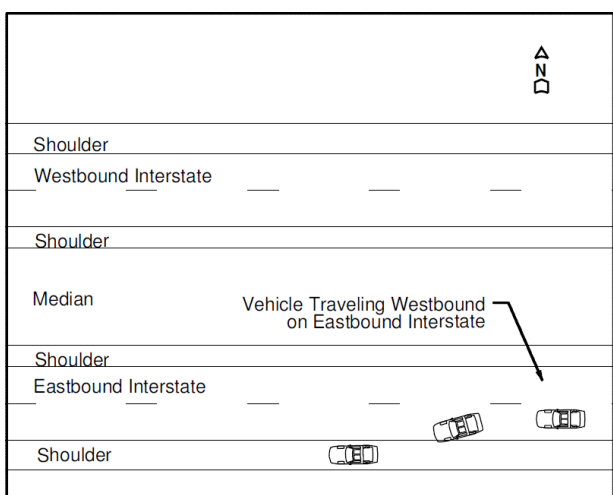 N
Shoulder
Westbound Interstate
Shoulder
Median
Vehicle Traveling Westbound
on Eastbound Interstate
Shoulder
Eastbound Interstate
Shoulder